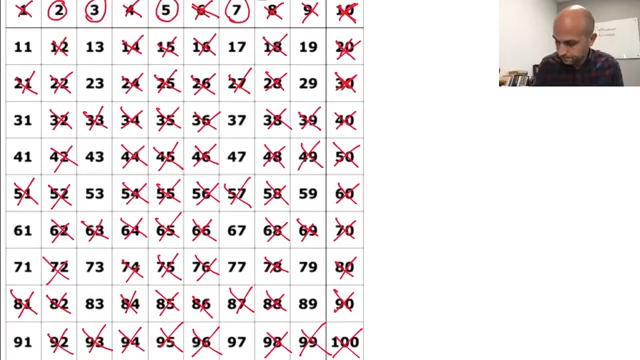 1 2 3 4 5 6 7 8 9 10
11 12 13 14 15 16 17 18 19 20
21 22 23 24 25 26 27 28 29 30
31 32 33 34 35 36 37 38 39 40
41 42 43 44 45 46 47 48 49 50
51 52 53 54 55 56 57 58 59 60
61 62 63 64 65 66 67 68 69 70
71 72 73 74 75 76 77 78 79 80
81 82 83 84 85 86 87 88 89 90
91 92 93 94 95 96 97 98 99 100